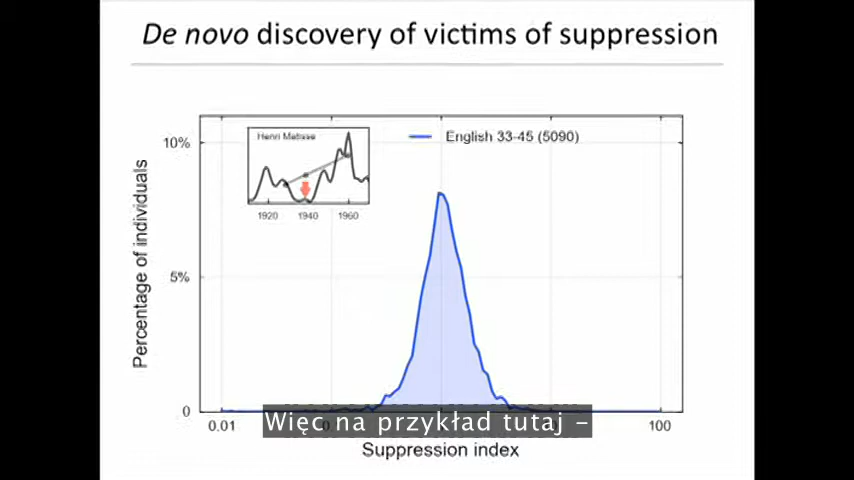 De novo discovery of victims of suppression
Henri Matisse
English 33-45 (5090)
10%
5%
0
1920 1940 1960
Percentage of individuals
0.01
100
Więc na przykład tutaj –
Suppression index